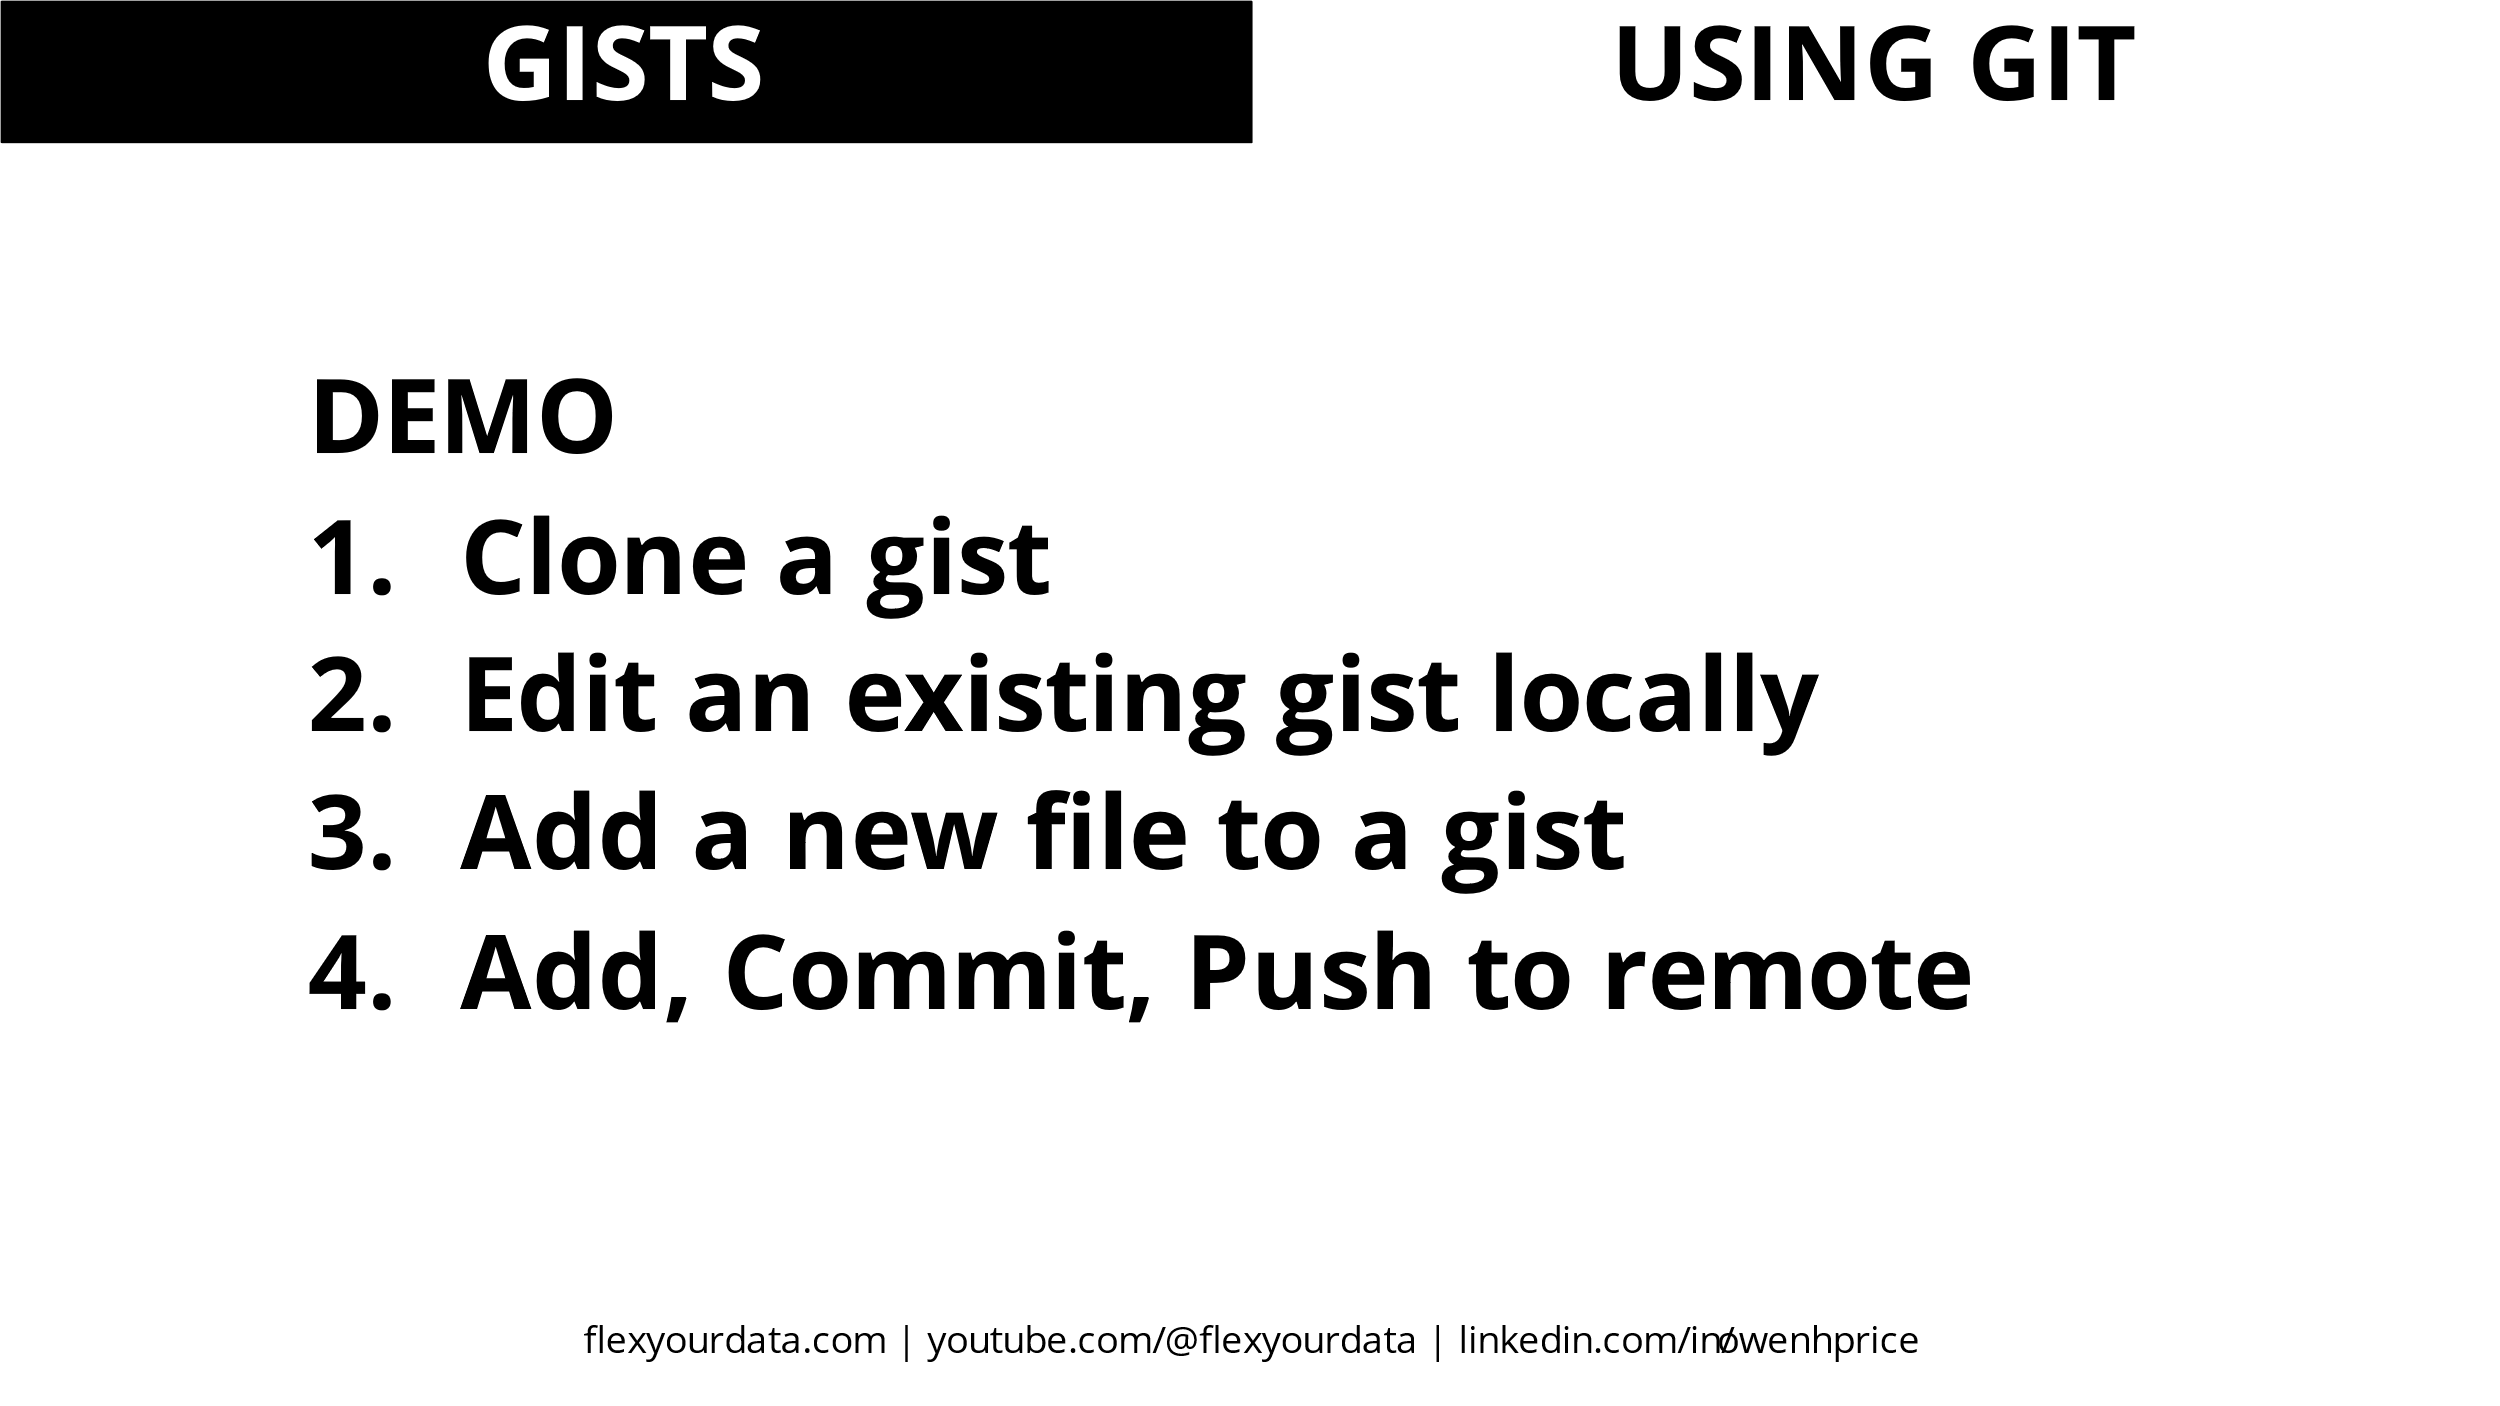 GISTS
USING GIT
DEMO
1. Clone a gist
2. Edit an existing gist locally
3. Add a new file to a gist
4. Add, Commit, Push to remote
flexyourdata.com | youtube.com/@flexyourdata | linkedin.com/in/owenhprice